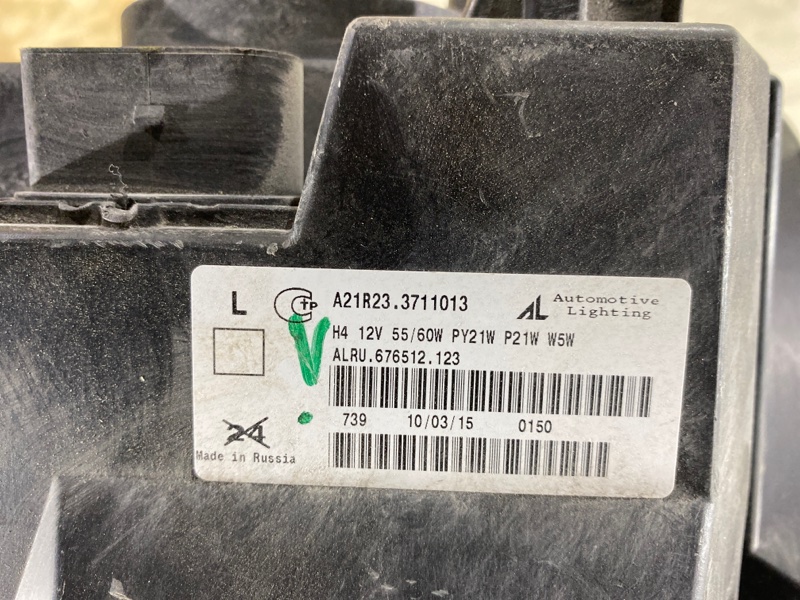 L
A21R23.3711013
AL Automotive
Lighting
H4 12V 55/60W PY21W P21W W5W
ALRU.676512.123
739 10/03/15 0150
24
Made in Russia